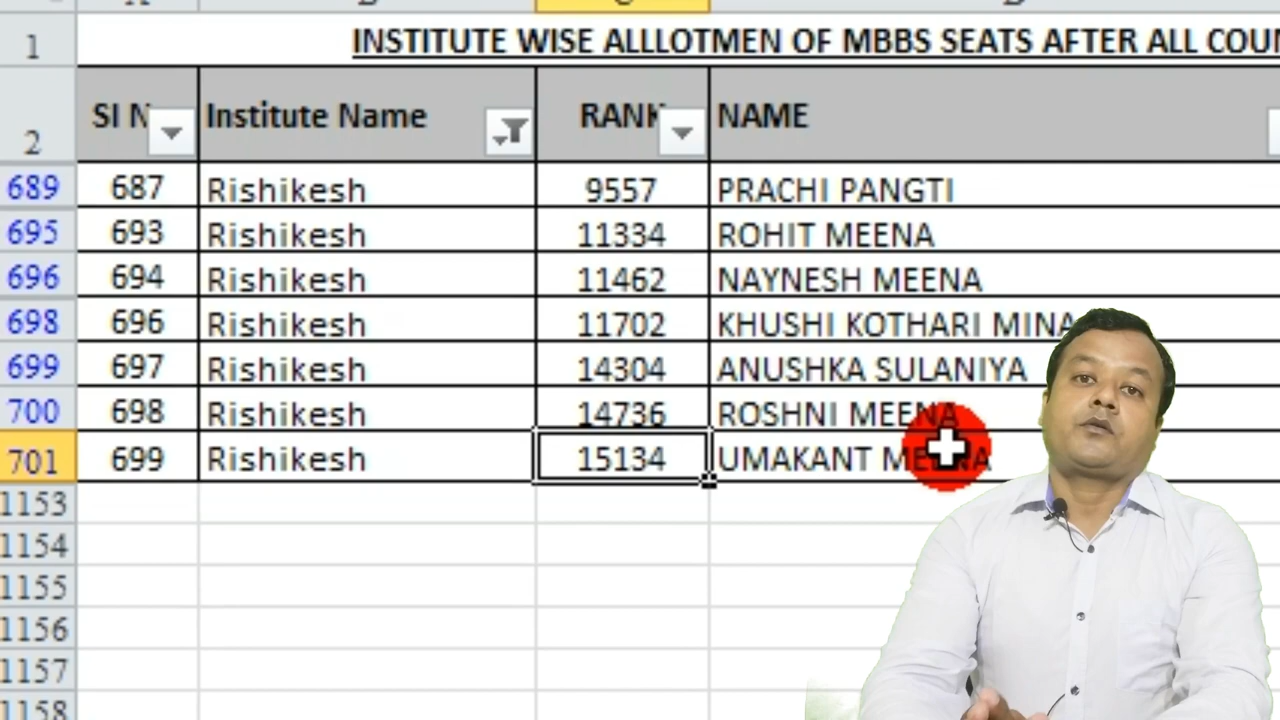 1 INSTITUTE WISE ALLLOTMEN OF MBBS SEATS AFTER ALL
2 SI Institute Name RANK NAME
689 687 Rishikesh 9557 PRACHI PANGTI
695 693 Rishikesh 11334 ROHIT MEENA
696 694 Rishikesh 11462 NAYNESH MEENA
698 696 Rishikesh 11702 KHUSHI KOTHARI MINA
699 697 Rishikesh 14304 ANUSHKA SULANIYA
700 698 Rishikesh 14736 ROSHNI MEENA
701 699 Rishikesh 15134 UMAKANT MEENA
1153
1154
1155
1156
1157
1158